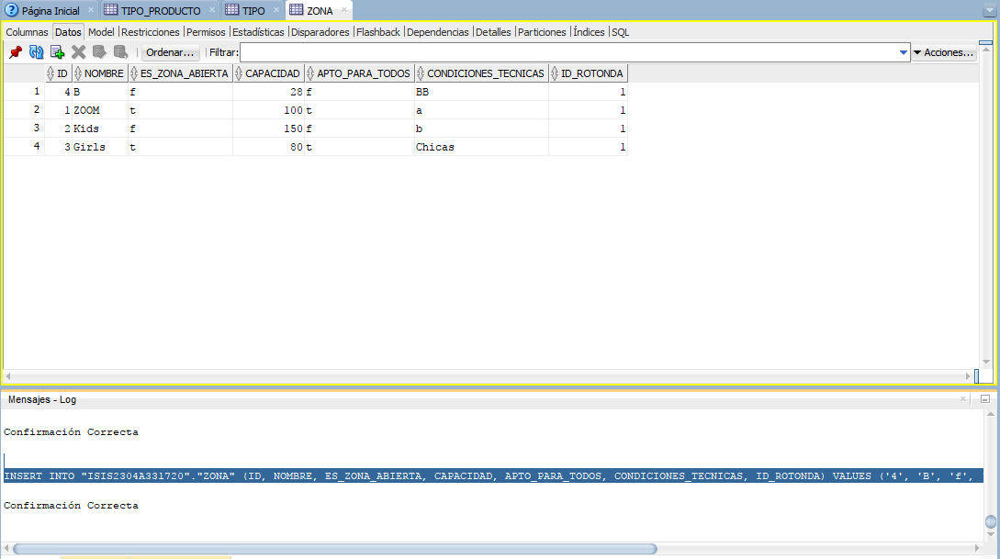 Página Inicial × TIPO_PRODUCTO × TIPO × ZONA ×
Columnas Datos Model Restricciones Permisos Estadísticas Disparadores Flashback Dependencias Detalles Particiones Índices SQL
Ordenar... Filtrar: Acciones...
ID NOMBRE ES_ZONA_ABIERTA CAPACIDAD APTO_PARA_TODOS CONDICIONES_TECNICAS ID_ROTONDA
1 4 B f 28 f BB 1
2 1 ZOOM t 100 t a 1
3 2 Kids f 150 f b 1
4 3 Girls t 80 t Chicas 1
Mensajes - Log
Confirmación Correcta
INSERT INTO "ISIS2304A331720"."ZONA" (ID, NOMBRE, ES_ZONA_ABIERTA, CAPACIDAD, APTO_PARA_TODOS, CONDICIONES_TECNICAS, ID_ROTONDA) VALUES ('4', 'B', 'f',
Confirmación Correcta